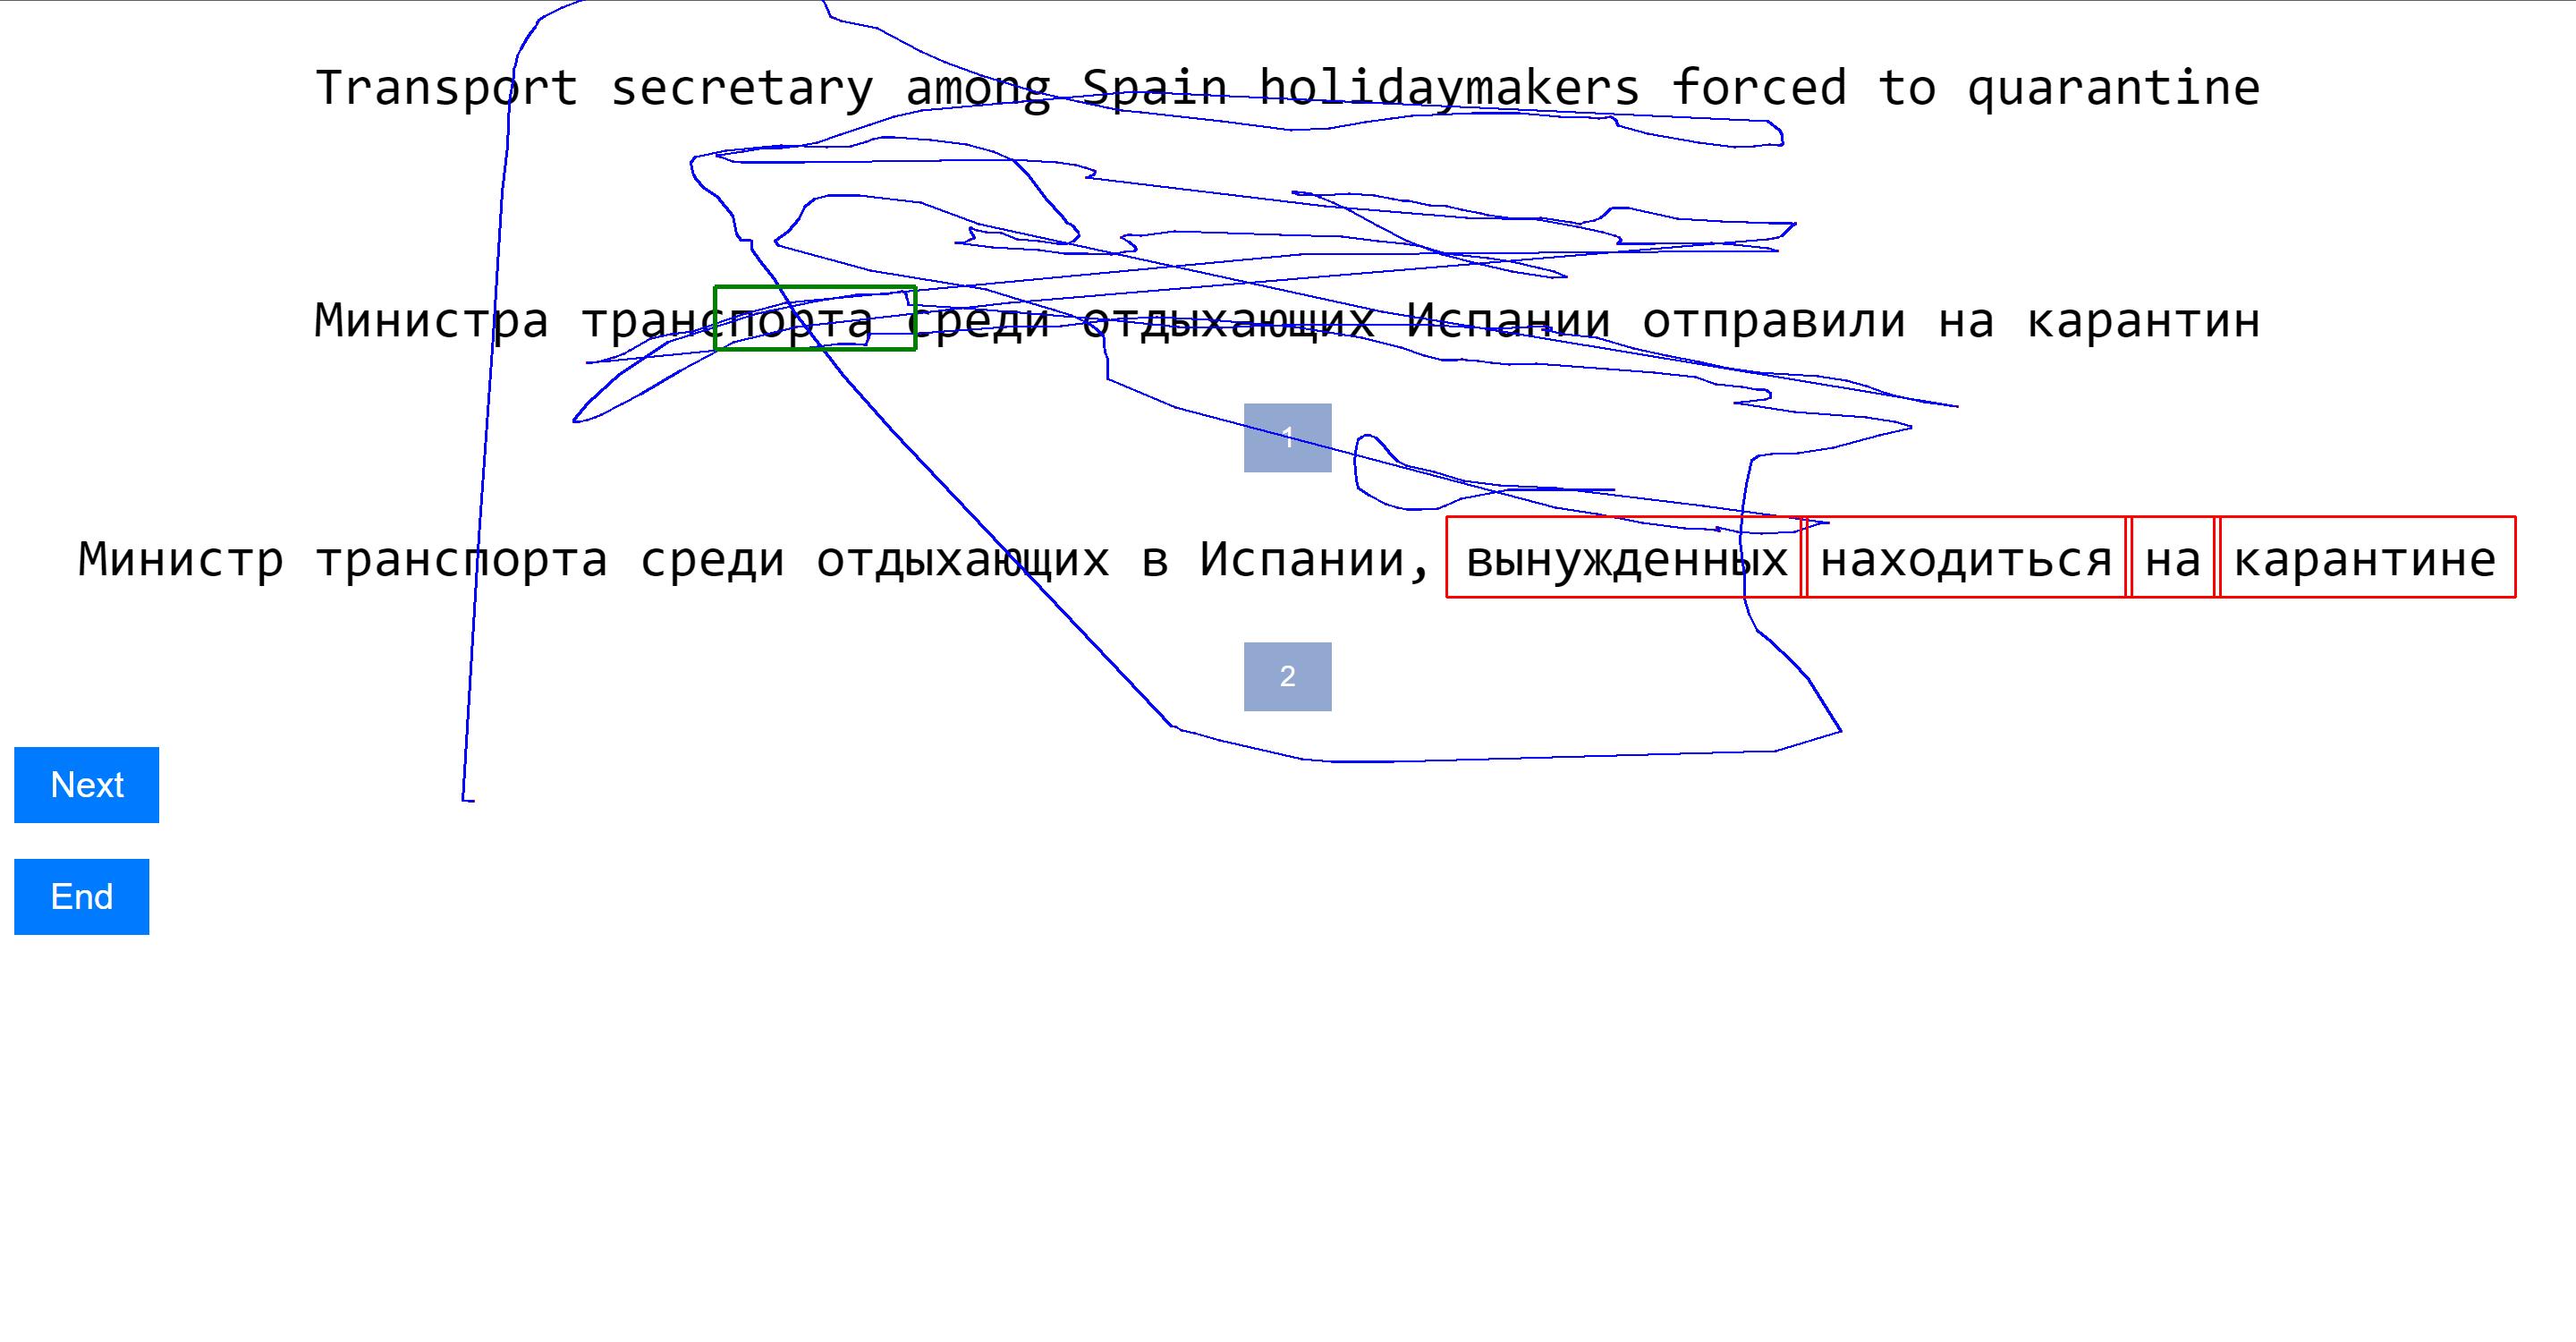 Transport secretary among Spain holidaymakers forced to quarantine
Министра транспорта среди отдыхающих Испании отправили на карантин
1
Министр транспорта среди отдыхающих в Испании, вынужденных находиться на карантине
2
Next
End